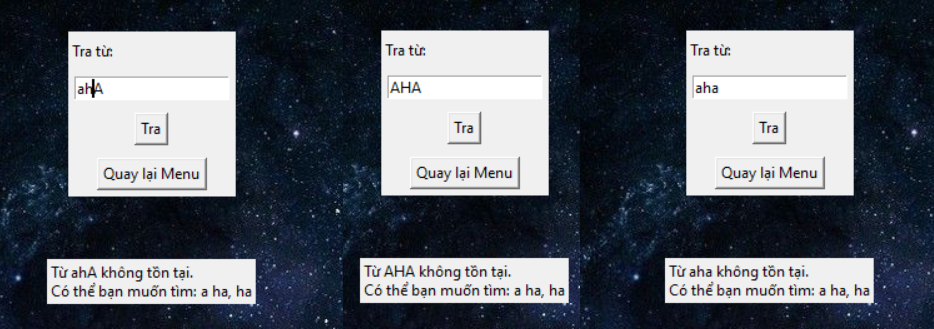 Tra từ:
ahA
Tra
Quay lại Menu
Từ ahA không tồn tại.
Có thể bạn muốn tìm: a ha, ha
Tra từ:
AHA
Tra
Quay lại Menu
Từ AHA không tồn tại.
Có thể bạn muốn tìm: a ha, ha
Tra từ:
aha
Tra
Quay lại Menu
Từ aha không tồn tại.
Có thể bạn muốn tìm: a ha, ha